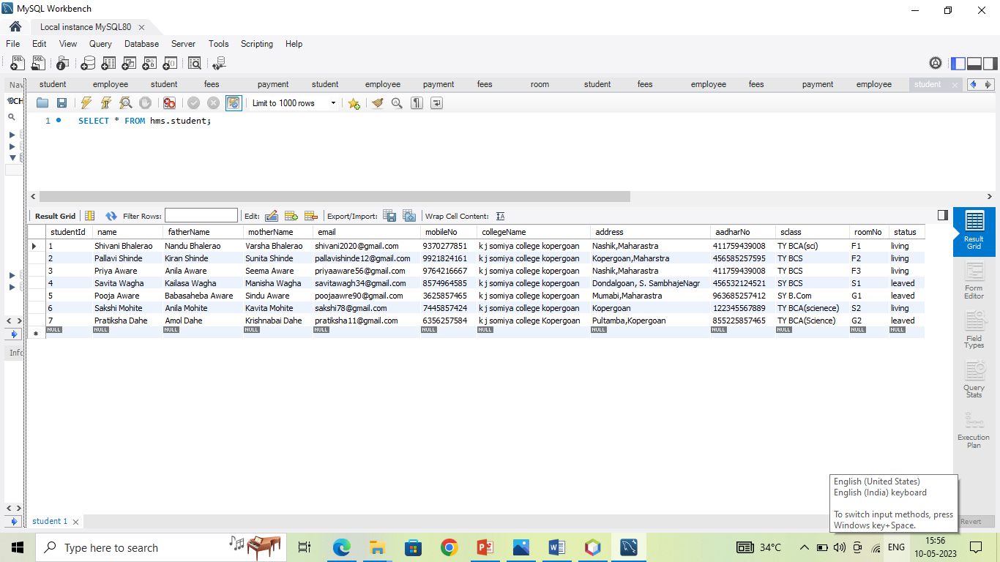 MySQL Workbench
Local instance MySQL80
File Edit View Query Database Server Tools Scripting Help
Nav student employee student fees payment student employee payment fees room student fees employee fees payment employee student
SCH Limit to 1000 rows
1 SELECT * FROM hms.student;
Result Grid Filter Rows: Edit: Export/Import: Wrap Cell Content:
studentId name fatherName motherName email mobileNo collegeName address aadharNo sclass roomNo status
1 Shivani Bhalerao Nandu Bhalerao Varsha Bhalerao shivani2020@gmail.com 9370277851 k j somiya college kopergoan Nashik,Maharastra 411759439008 TY BCA(sci) F1 living
2 Pallavi Shinde Kiran Shinde Sunita Shinde pallavishinde12@gmail.com 9921824161 k j somiya college kopergoan Kopergoan,Maharstra 456585257595 TY BCS F2 living
3 Priya Aware Anila Aware Seema Aware priyaaware56@gmail.com 9764216667 k j somiya college kopergoan Nashik,Maharastra 411759439008 TY BCS F3 living
4 Savita Wagha Kailasa Wagha Manisha Wagha savitawagh34@gmail.com 8574964585 k j somiya college kopergoan Dondalgoan, S. SambhajeNagr 456532124521 SY BCS S1 leaved
5 Pooja Aware Babasaheba Aware Sindu Aware poojaawre90@gmail.com 3625857465 k j somiya college kopergoan Mumabi,Maharastra 963685257412 SY B.Com G1 leaved
6 Sakshi Mohite Anila Mohite Kavita Mohite sakshi78@gmail.com 7445857424 k j somiya college kopergoan Kopergoan 122345567889 TY BCA(scienece) S2 living
7 Pratiksha Dahe Amol Dahe Krishnabai Dahe pratiksha11@gmail.com 6356257584 k j somiya college Kopergoan Pultamba,Kopergoan 855225857465 TY BCA(Science) G2 leaved
NULL NULL NULL NULL NULL NULL NULL NULL NULL NULL NULL NULL
Info
Result
Grid
Form
Editor
Field
Types
Query
Stats
Execution
Plan
English (United States)
English (India) keyboard
To switch input methods, press
Windows key+Space.
student 1 Revert
Type here to search 34°C ENG 15:56
10-05-2023